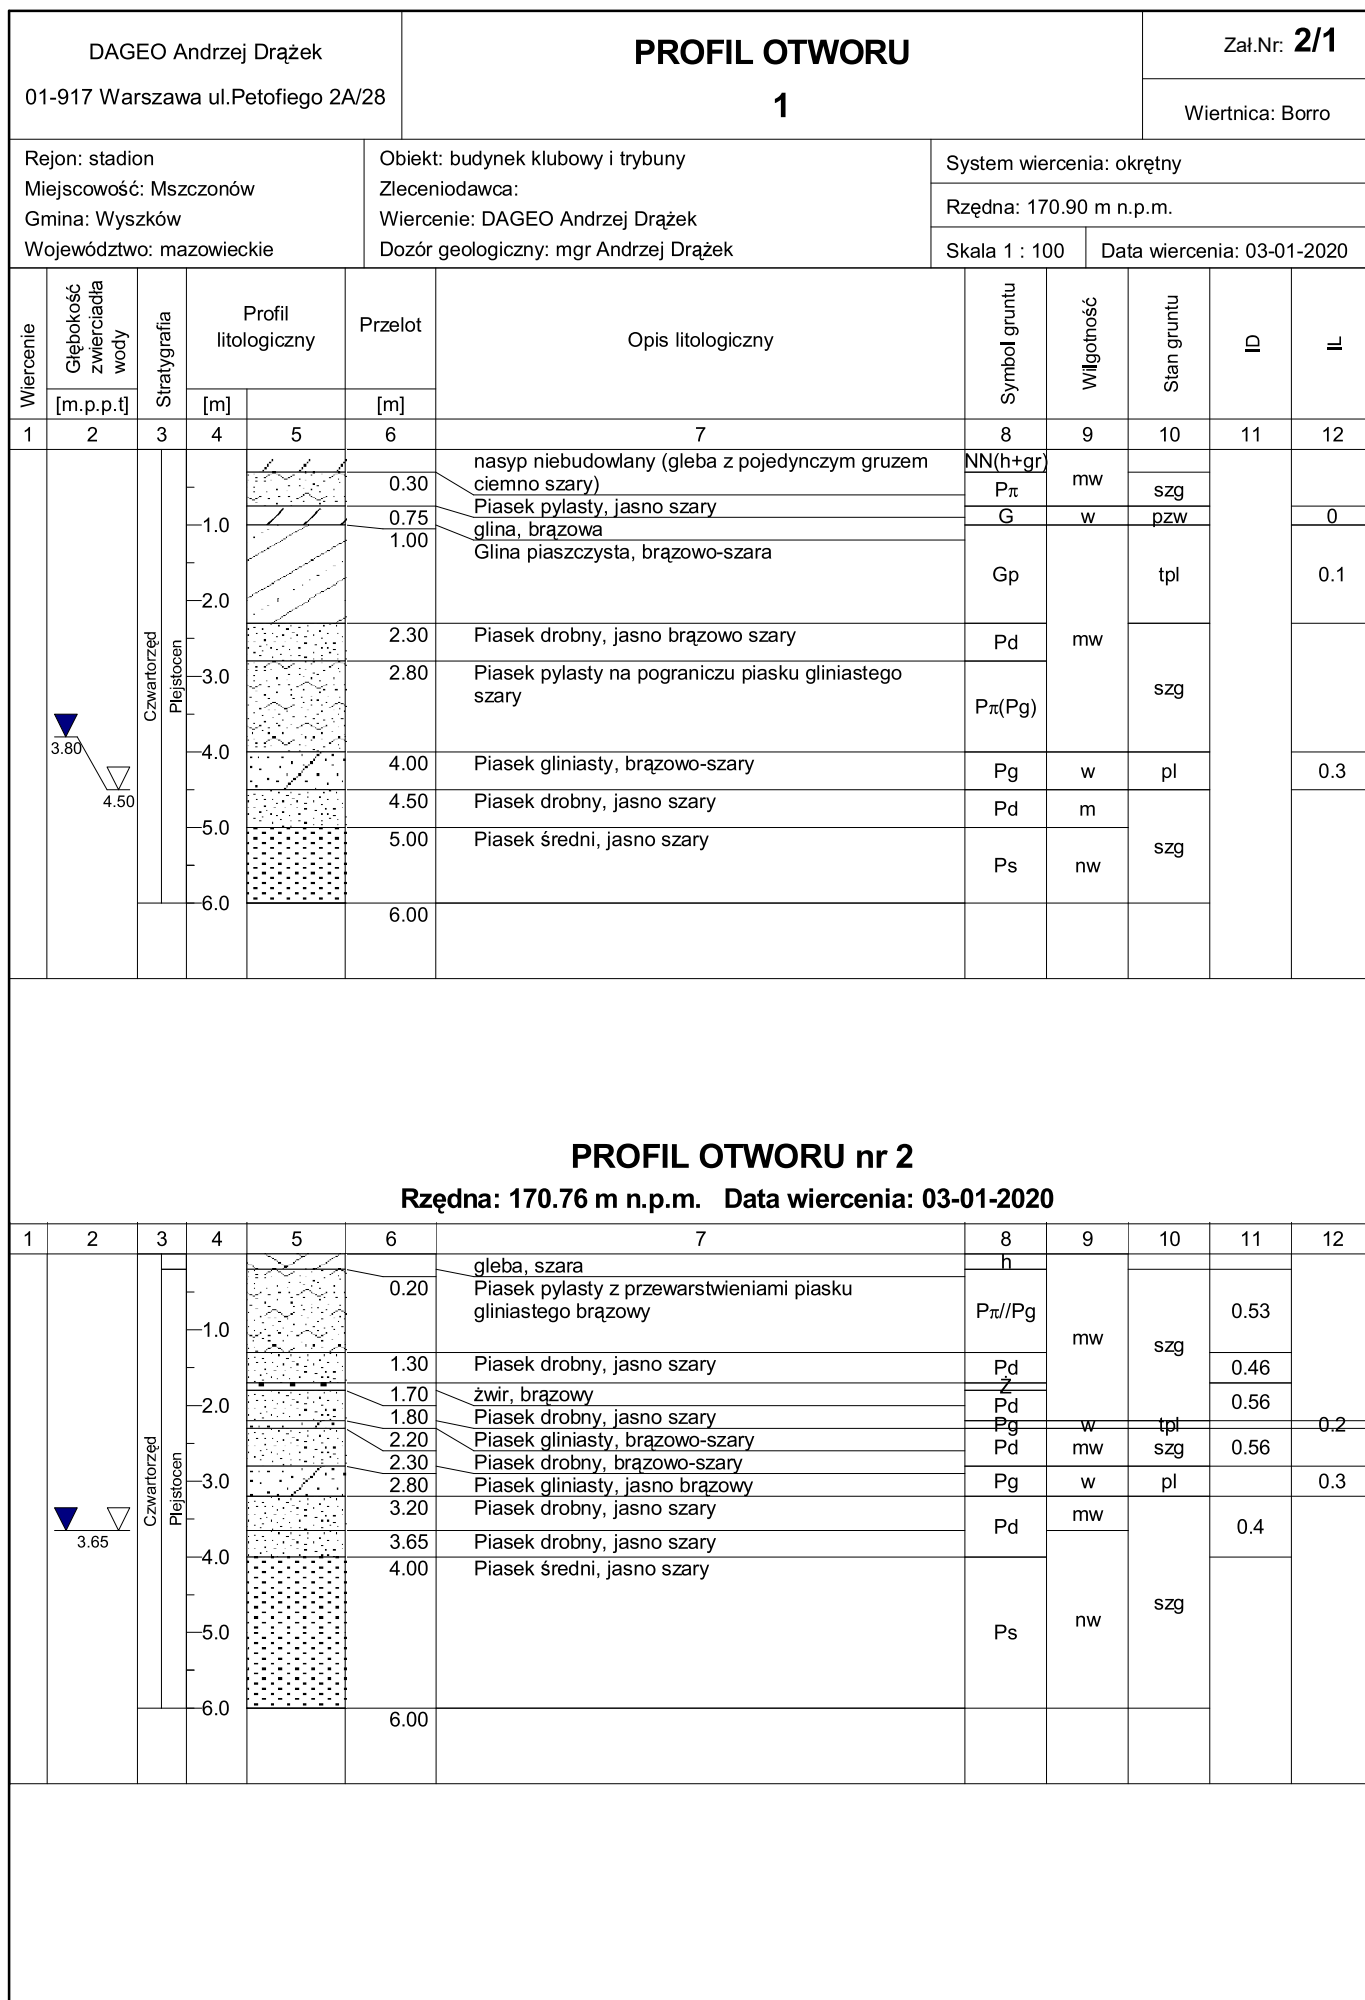 DAGEO Andrzej Drążek
01-917 Warszawa ul.Petofiego 2A/28
PROFIL OTWORU
1
Zał.Nr: 2/1
Wiertnica: Borro
Rejon: stadion
Miejscowość: Mszczonów
Gmina: Wyszków
Województwo: mazowieckie
Obiekt: budynek klubowy i trybuny
Zleceniodawca:
Wiercenie: DAGEO Andrzej Drążek
Dozór geologiczny: mgr Andrzej Drążek
System wiercenia: okrętny
Rzędna: 170.90 m n.p.m.
Skala 1 : 100
Data wiercenia: 03-01-2020
Wiercenie
Głębokość
zwierciadła
wody
[m.p.p.t]
Stratygrafia
Profil
litologiczny
[m]
Przelot
[m]
Opis litologiczny
Symbol gruntu
Wilgotność
Stan gruntu
ID
IL
1 2 3 4 5 6 7 8 9 10 11 12
3.80
4.50
Czwartorzęd
Plejstocen
1.0
2.0
3.0
4.0
5.0
6.0
0.30
0.75
1.00
2.30
2.80
4.00
4.50
5.00
6.00
nasyp niebudowlany (gleba z pojedynczym gruzem
ciemno szary)
Piasek pylasty, jasno szary
glina, brązowa
Glina piaszczysta, brązowo-szara
Piasek drobny, jasno brązowo szary
Piasek pylasty na pograniczu piasku gliniastego
szary
Piasek gliniasty, brązowo-szary
Piasek drobny, jasno szary
Piasek średni, jasno szary
NN(h+gr)
Pπ
G
Gp
Pd
Pπ(Pg)
Pg
Pd
Ps
mw
w
mw
w
m
nw
szg
pzw
tpl
szg
pl
szg
0
0.1
0.3
PROFIL OTWORU nr 2
Rzędna: 170.76 m n.p.m. Data wiercenia: 03-01-2020
1 2 3 4 5 6 7 8 9 10 11 12
3.65
Czwartorzęd
Plejstocen
1.0
2.0
3.0
4.0
5.0
6.0
0.20
1.30
1.70
1.80
2.20
2.30
2.80
3.20
3.65
4.00
6.00
gleba, szara
Piasek pylasty z przewarstwieniami piasku
gliniastego brązowy
Piasek drobny, jasno szary
żwir, brązowy
Piasek drobny, jasno szary
Piasek gliniasty, brązowo-szary
Piasek drobny, brązowo-szary
Piasek gliniasty, jasno brązowy
Piasek drobny, jasno szary
Piasek drobny, jasno szary
Piasek średni, jasno szary
h
Pπ//Pg
Pd
Ż
Pd
Pg
Pd
Pg
Pd
Ps
mw
w
mw
w
mw
nw
szg
tpl
szg
pl
szg
0.53
0.46
0.56
0.56
0.4
0.2
0.3